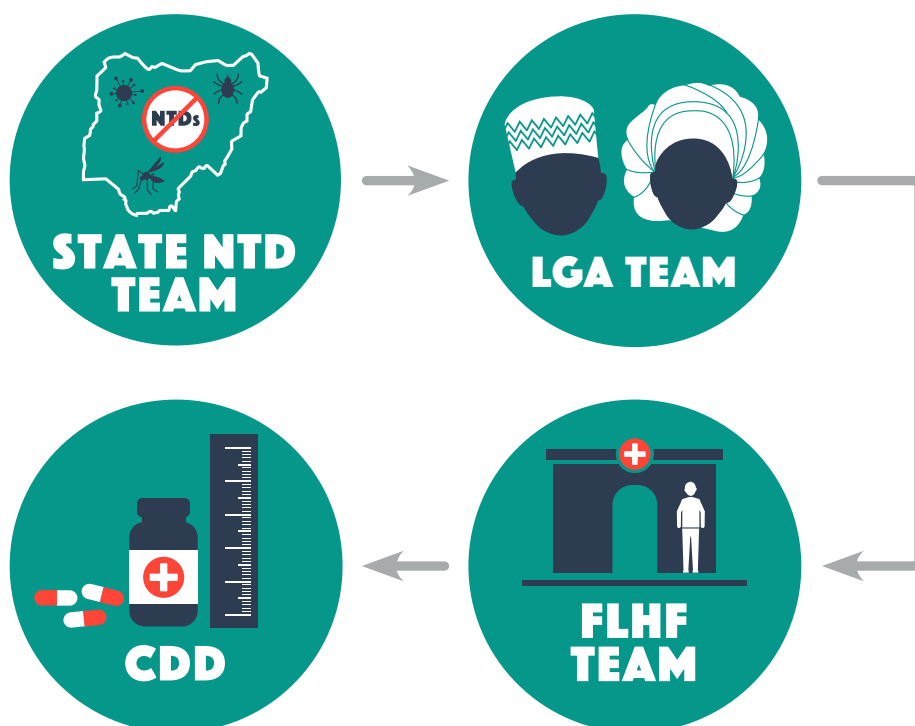 NTDs
STATE NTD
TEAM
LGA TEAM
FLHF
TEAM
CDD